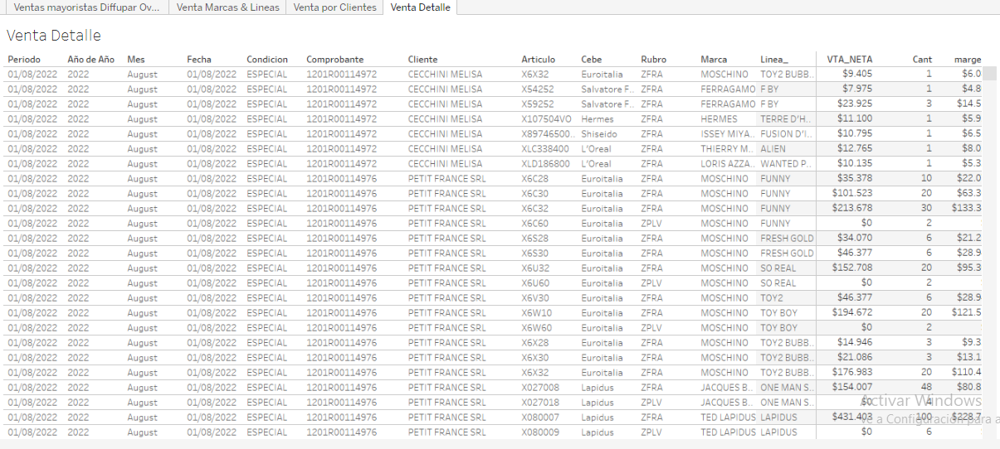 Ventas mayoristas Diffupar Ov... Venta Marcas & Lineas Venta por Clientes Venta Detalle
Venta Detalle
Periodo Año de Año Mes Fecha Condicion Comprobante Cliente Articulo Cebe Rubro Marca Linea_ VTA_NETA Cant marge
01/08/2022 2022 August 01/08/2022 ESPECIAL 1201R00114972 CECCHINI MELISA X6X32 Euroitalia ZFRA MOSCHINO TOY2 BUBB.. $9.405 1 $6.0
01/08/2022 2022 August 01/08/2022 ESPECIAL 1201R00114972 CECCHINI MELISA X54252 Salvatore F.. ZFRA FERRAGAMO F BY $7.975 1 $4.8
01/08/2022 2022 August 01/08/2022 ESPECIAL 1201R00114972 CECCHINI MELISA X59252 Salvatore F.. ZFRA FERRAGAMO F BY $23.925 3 $14.5
01/08/2022 2022 August 01/08/2022 ESPECIAL 1201R00114972 CECCHINI MELISA X107504VO Hermes ZFRA HERMES TERRE D'H.. $11.100 1 $5.9
01/08/2022 2022 August 01/08/2022 ESPECIAL 1201R00114972 CECCHINI MELISA X89746500.. Shiseido ZFRA ISSEY MIYA.. FUSION D'I.. $10.795 1 $6.5
01/08/2022 2022 August 01/08/2022 ESPECIAL 1201R00114972 CECCHINI MELISA XLC338400 L'Oreal ZFRA THIERRY M.. ALIEN $12.765 1 $8.0
01/08/2022 2022 August 01/08/2022 ESPECIAL 1201R00114972 CECCHINI MELISA XLD186800 L'Oreal ZFRA LORIS AZZA.. WANTED P.. $10.135 1 $5.3
01/08/2022 2022 August 01/08/2022 ESPECIAL 1201R00114976 PETIT FRANCE SRL X6C28 Euroitalia ZFRA MOSCHINO FUNNY $35.378 10 $22.0
01/08/2022 2022 August 01/08/2022 ESPECIAL 1201R00114976 PETIT FRANCE SRL X6C30 Euroitalia ZFRA MOSCHINO FUNNY $101.523 20 $63.3
01/08/2022 2022 August 01/08/2022 ESPECIAL 1201R00114976 PETIT FRANCE SRL X6C32 Euroitalia ZFRA MOSCHINO FUNNY $213.678 30 $133.3
01/08/2022 2022 August 01/08/2022 ESPECIAL 1201R00114976 PETIT FRANCE SRL X6C60 Euroitalia ZPLV MOSCHINO FUNNY $0 2
01/08/2022 2022 August 01/08/2022 ESPECIAL 1201R00114976 PETIT FRANCE SRL X6S28 Euroitalia ZFRA MOSCHINO FRESH GOLD $34.070 6 $21.2
01/08/2022 2022 August 01/08/2022 ESPECIAL 1201R00114976 PETIT FRANCE SRL X6S30 Euroitalia ZFRA MOSCHINO FRESH GOLD $46.377 6 $28.9
01/08/2022 2022 August 01/08/2022 ESPECIAL 1201R00114976 PETIT FRANCE SRL X6U32 Euroitalia ZFRA MOSCHINO SO REAL $152.708 20 $95.3
01/08/2022 2022 August 01/08/2022 ESPECIAL 1201R00114976 PETIT FRANCE SRL X6U60 Euroitalia ZPLV MOSCHINO SO REAL $0 2
01/08/2022 2022 August 01/08/2022 ESPECIAL 1201R00114976 PETIT FRANCE SRL X6V30 Euroitalia ZFRA MOSCHINO TOY2 $46.377 6 $28.9
01/08/2022 2022 August 01/08/2022 ESPECIAL 1201R00114976 PETIT FRANCE SRL X6W10 Euroitalia ZFRA MOSCHINO TOY BOY $194.672 20 $121.5
01/08/2022 2022 August 01/08/2022 ESPECIAL 1201R00114976 PETIT FRANCE SRL X6W60 Euroitalia ZPLV MOSCHINO TOY BOY $0 2
01/08/2022 2022 August 01/08/2022 ESPECIAL 1201R00114976 PETIT FRANCE SRL X6X28 Euroitalia ZFRA MOSCHINO TOY2 BUBB.. $14.946 3 $9.3
01/08/2022 2022 August 01/08/2022 ESPECIAL 1201R00114976 PETIT FRANCE SRL X6X30 Euroitalia ZFRA MOSCHINO TOY2 BUBB.. $21.086 3 $13.1
01/08/2022 2022 August 01/08/2022 ESPECIAL 1201R00114976 PETIT FRANCE SRL X6X32 Euroitalia ZFRA MOSCHINO TOY2 BUBB.. $176.983 20 $110.4
01/08/2022 2022 August 01/08/2022 ESPECIAL 1201R00114976 PETIT FRANCE SRL X027008 Lapidus ZFRA JACQUES B.. ONE MAN S.. $154.007 48 $80.8
01/08/2022 2022 August 01/08/2022 ESPECIAL 1201R00114976 PETIT FRANCE SRL X027018 Lapidus ZPLV JACQUES B.. ONE MAN S.. $0 4
Activar Windows
01/08/2022 2022 August 01/08/2022 ESPECIAL 1201R00114976 PETIT FRANCE SRL X080007 Lapidus ZFRA TED LAPIDUS LAPIDUS $431.403 100 $228.7
Ve a Configuración para a
01/08/2022 2022 August 01/08/2022 ESPECIAL 1201R00114976 PETIT FRANCE SRL X080009 Lapidus ZPLV TED LAPIDUS LAPIDUS $0 6